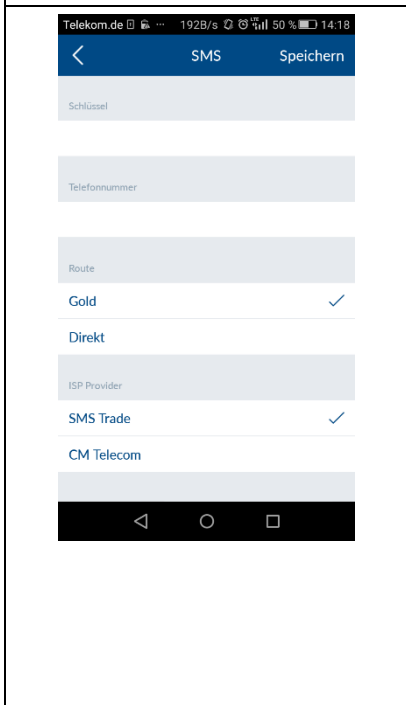 Telekom.de ... 192B/s LTE 50 % 14:18
SMS Speichern
Schlüssel
Telefonnummer
Route
Gold
Direkt
ISP Provider
SMS Trade
CM Telecom